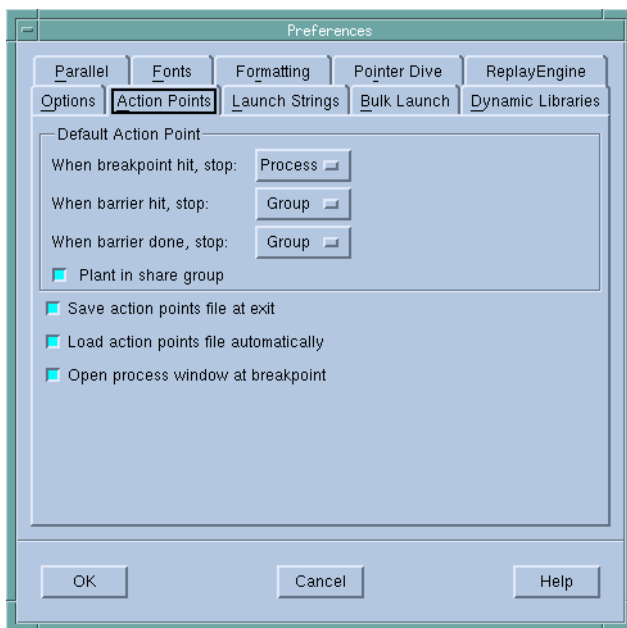 Preferences
Parallel Fonts Formatting Pointer Dive ReplayEngine
Options Action Points Launch Strings Bulk Launch Dynamic Libraries
Default Action Point
When breakpoint hit, stop: Process
When barrier hit, stop: Group
When barrier done, stop: Group
Plant in share group
Save action points file at exit
Load action points file automatically
Open process window at breakpoint
OK Cancel Help